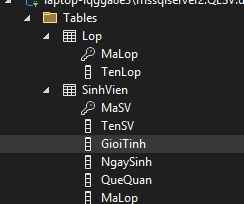 Tables
Lop
MaLop
TenLop
SinhVien
MaSV
TenSV
GioiTinh
NgaySinh
QueQuan
MaLop